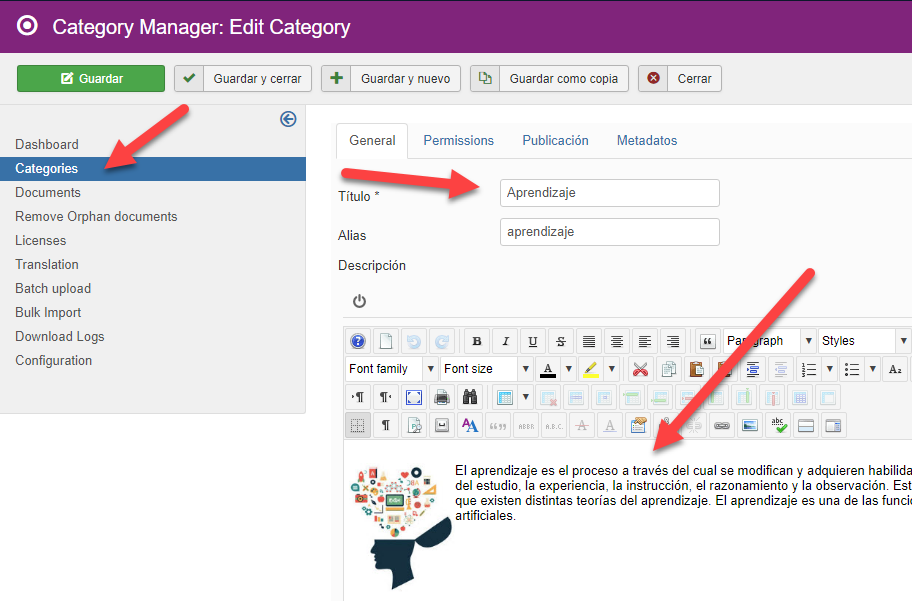 Category Manager: Edit Category
Guardar
Guardar y cerrar
Guardar y nuevo
Guardar como copia
Cerrar
Dashboard
Categories
Documents
Remove Orphan documents
Licenses
Translation
Batch upload
Bulk Import
Download Logs
Configuration
General
Permissions
Publicación
Metadatos
Título *
Aprendizaje
Alias
aprendizaje
Descripción
B I U S
Paragraph
Styles
Font family
Font size
A
A₂
ABBR
A.B.C.
A
A
ABC
El aprendizaje es el proceso a través del cual se modifican y adquieren habilida
del estudio, la experiencia, la instrucción, el razonamiento y la observación. Est
que existen distintas teorías del aprendizaje. El aprendizaje es una de las funcio
artificiales.